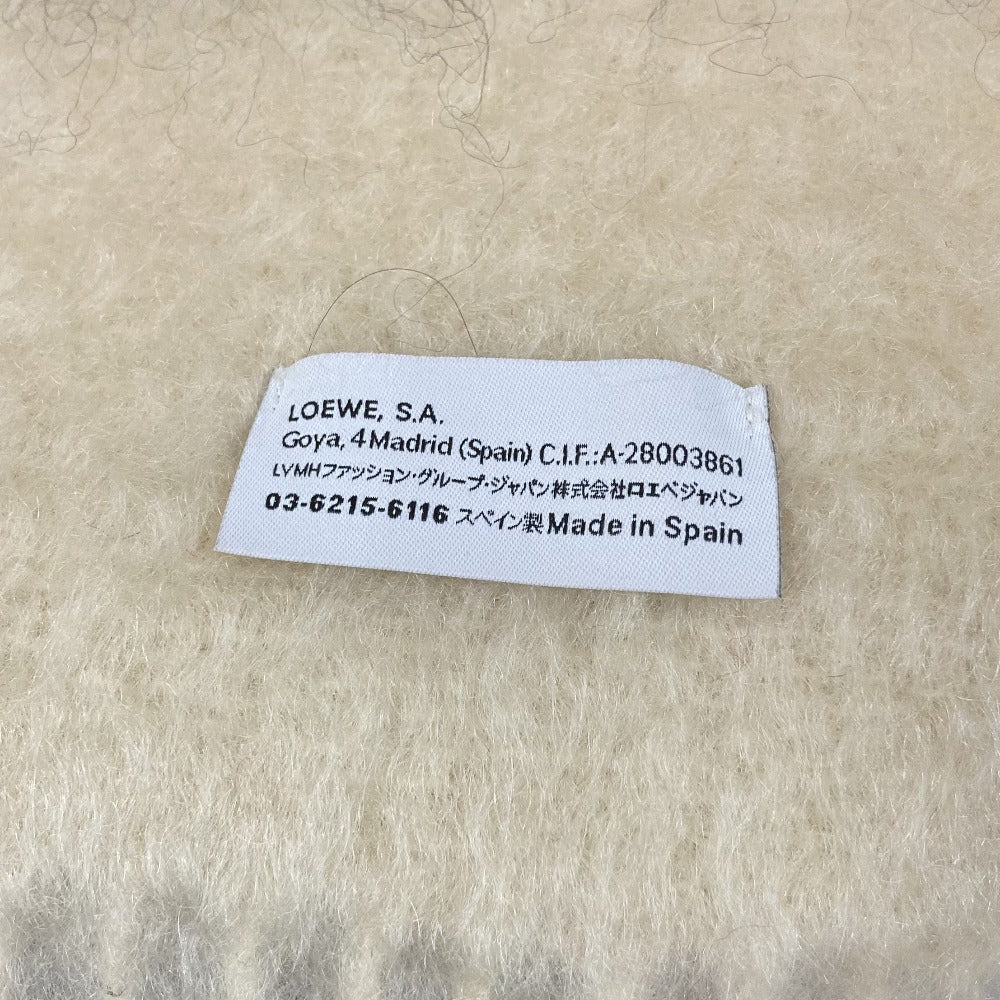 LOEWE, S.A.
Goya, 4 Madrid (Spain) C.I.F.:A-28003861
LVMHファッション・グループ・ジャパン株式会社ロエベジャパン
03-6215-6116 スペイン製 Made in Spain